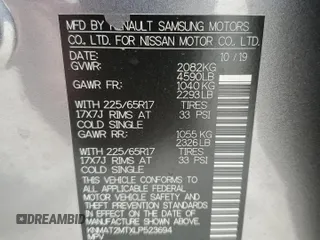 MFD. BY RENAULT SAMSUNG MOTORS
CO. LTD. FOR NISSAN MOTOR CO., LTD.
DATE: 10/19
GVWR: 2082KG
4590LB
GAWR FR: 1040 KG
2293LB
WITH 225/65R17 TIRES
17X7J RIMS AT 33 PSI
COLD SINGLE
GAWR RR: 1055 KG
2326LB
WITH 225/65R17 TIRES
17X7J RIMS AT 33 PSI
COLD SINGLE
THIS VEHICLE CONFORMS TO ALL
APPLICABLE FEDERAL MOTOR
VEHICLE SAFETY AND THEFT
PREVENTION STANDARDS IN
EFFECT ON THE DATE OF
MANUFACTURE SHOWN ABOVE.
KNMAT2MTXLP523694
MPV
DREAMBID